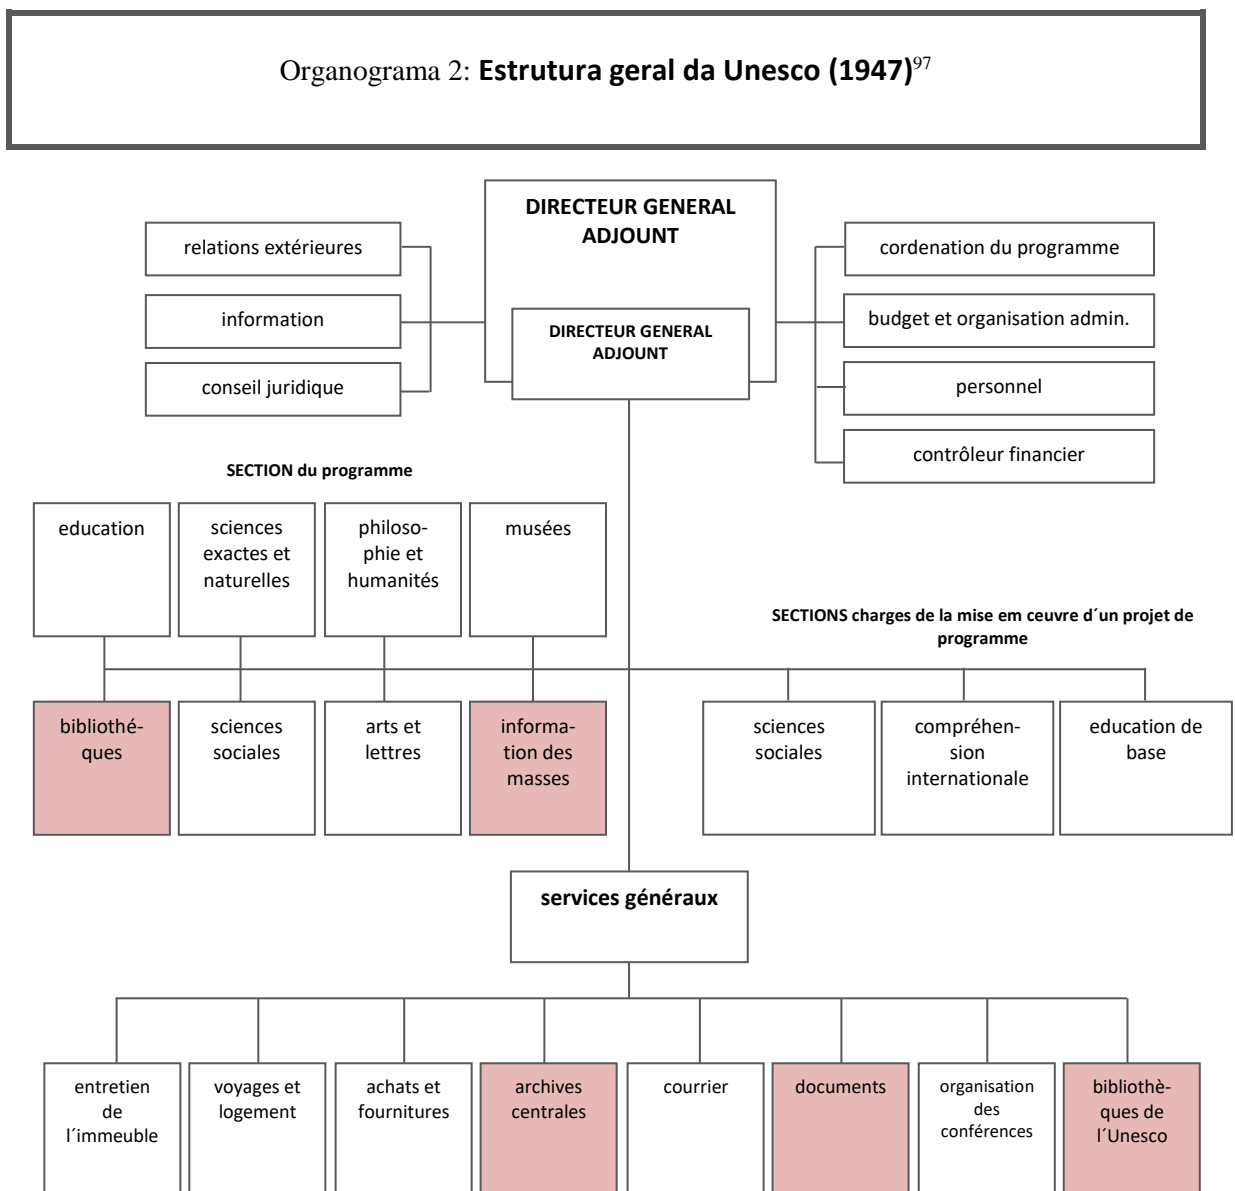 Organograma 2: Estrutura geral da Unesco (1947)97
DIRECTEUR GENERAL
ADJOUNT
DIRECTEUR GENERAL
ADJOUNT
relations extérieures
information
conseil juridique
cordenation du programme
budget et organisation admin.
personnel
contrôleur financier
SECTION du programme
education
sciences
exactes et
naturelles
philoso-
phie et
humanités
musées
SECTIONS charges de la mise em ceuvre d´un projet de
programme
bibliothé-
ques
sciences
sociales
arts et
lettres
informa-
tion des
masses
sciences
sociales
compréhen-
sion
internationale
education de
base
services généraux
entretien
de
l´immeuble
voyages et
logement
achats et
fournitures
archives
centrales
courrier
documents
organisation
des
conférences
bibliothè-
ques de
l´Unesco